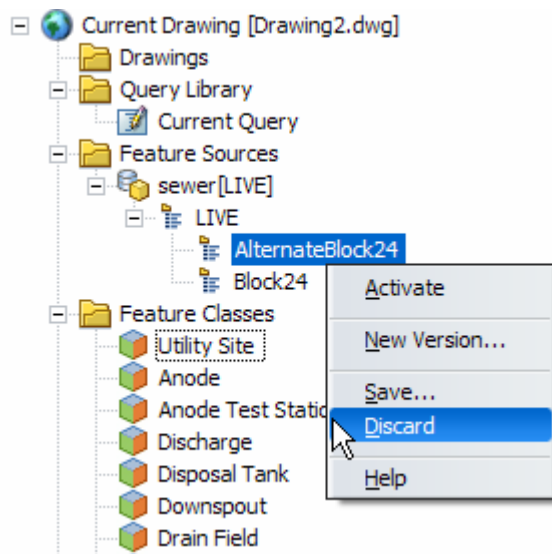 Current Drawing [Drawing2.dwg]
Drawings
Query Library
Current Query
Feature Sources
sewer[LIVE]
LIVE
AlternateBlock24
Block24
Activate
New Version...
Save...
Discard
Help
Feature Classes
Utility Site
Anode
Anode Test
Discharge
Disposal Tank
Downspout
Drain Field